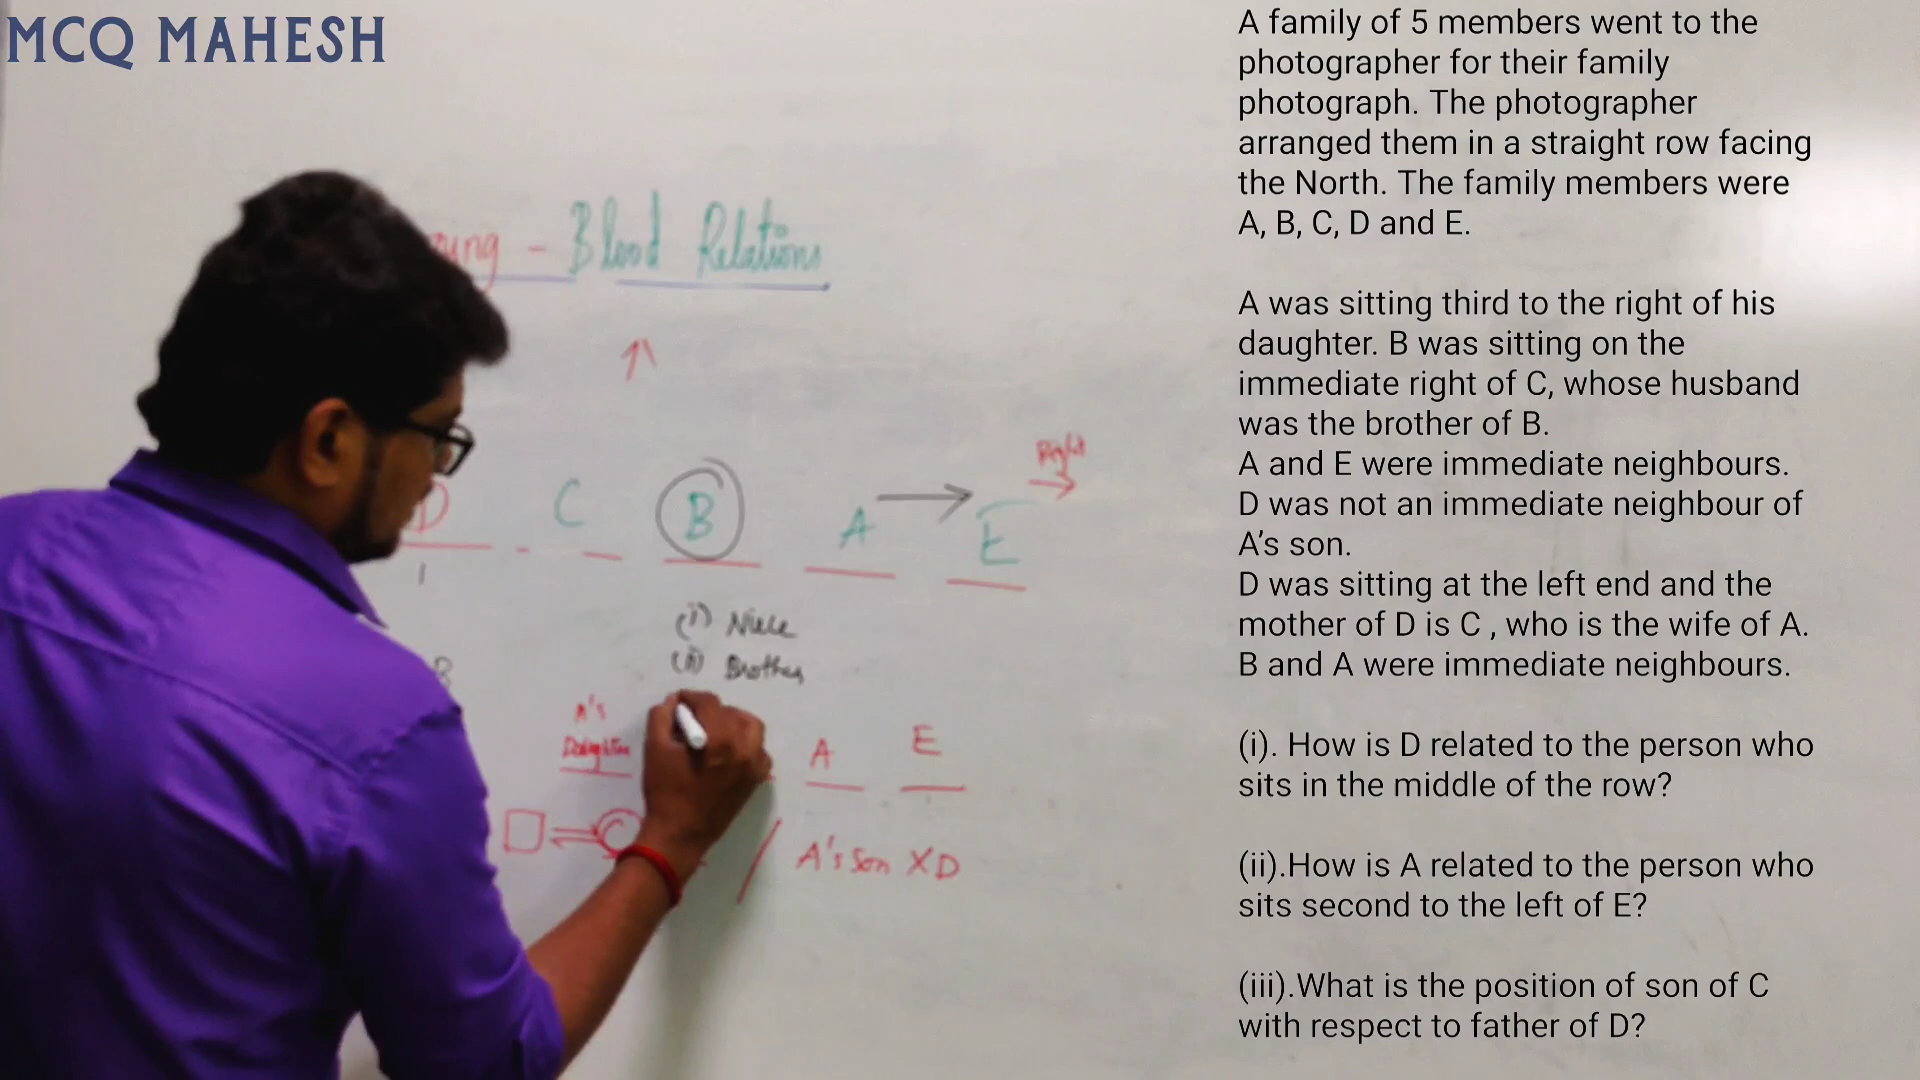 MCQ MAHESH
A family of 5 members went to the
photographer for their family
photograph. The photographer
arranged them in a straight row facing
the North. The family members were
A, B, C, D and E.
A was sitting third to the right of his
daughter. B was sitting on the
immediate right of C, whose husband
was the brother of B.
A and E were immediate neighbours.
D was not an immediate neighbour of
A's son.
D was sitting at the left end and the
mother of D is C , who is the wife of A.
B and A were immediate neighbours.
(i). How is D related to the person who
sits in the middle of the row?
(ii).How is A related to the person who
sits second to the left of E?
(iii).What is the position of son of C
with respect to father of D?
- Blood Relations
Right
D C B A E
(i) Niece
(ii) Brother
B
A's
Daughter
A E
C
A's Son X D